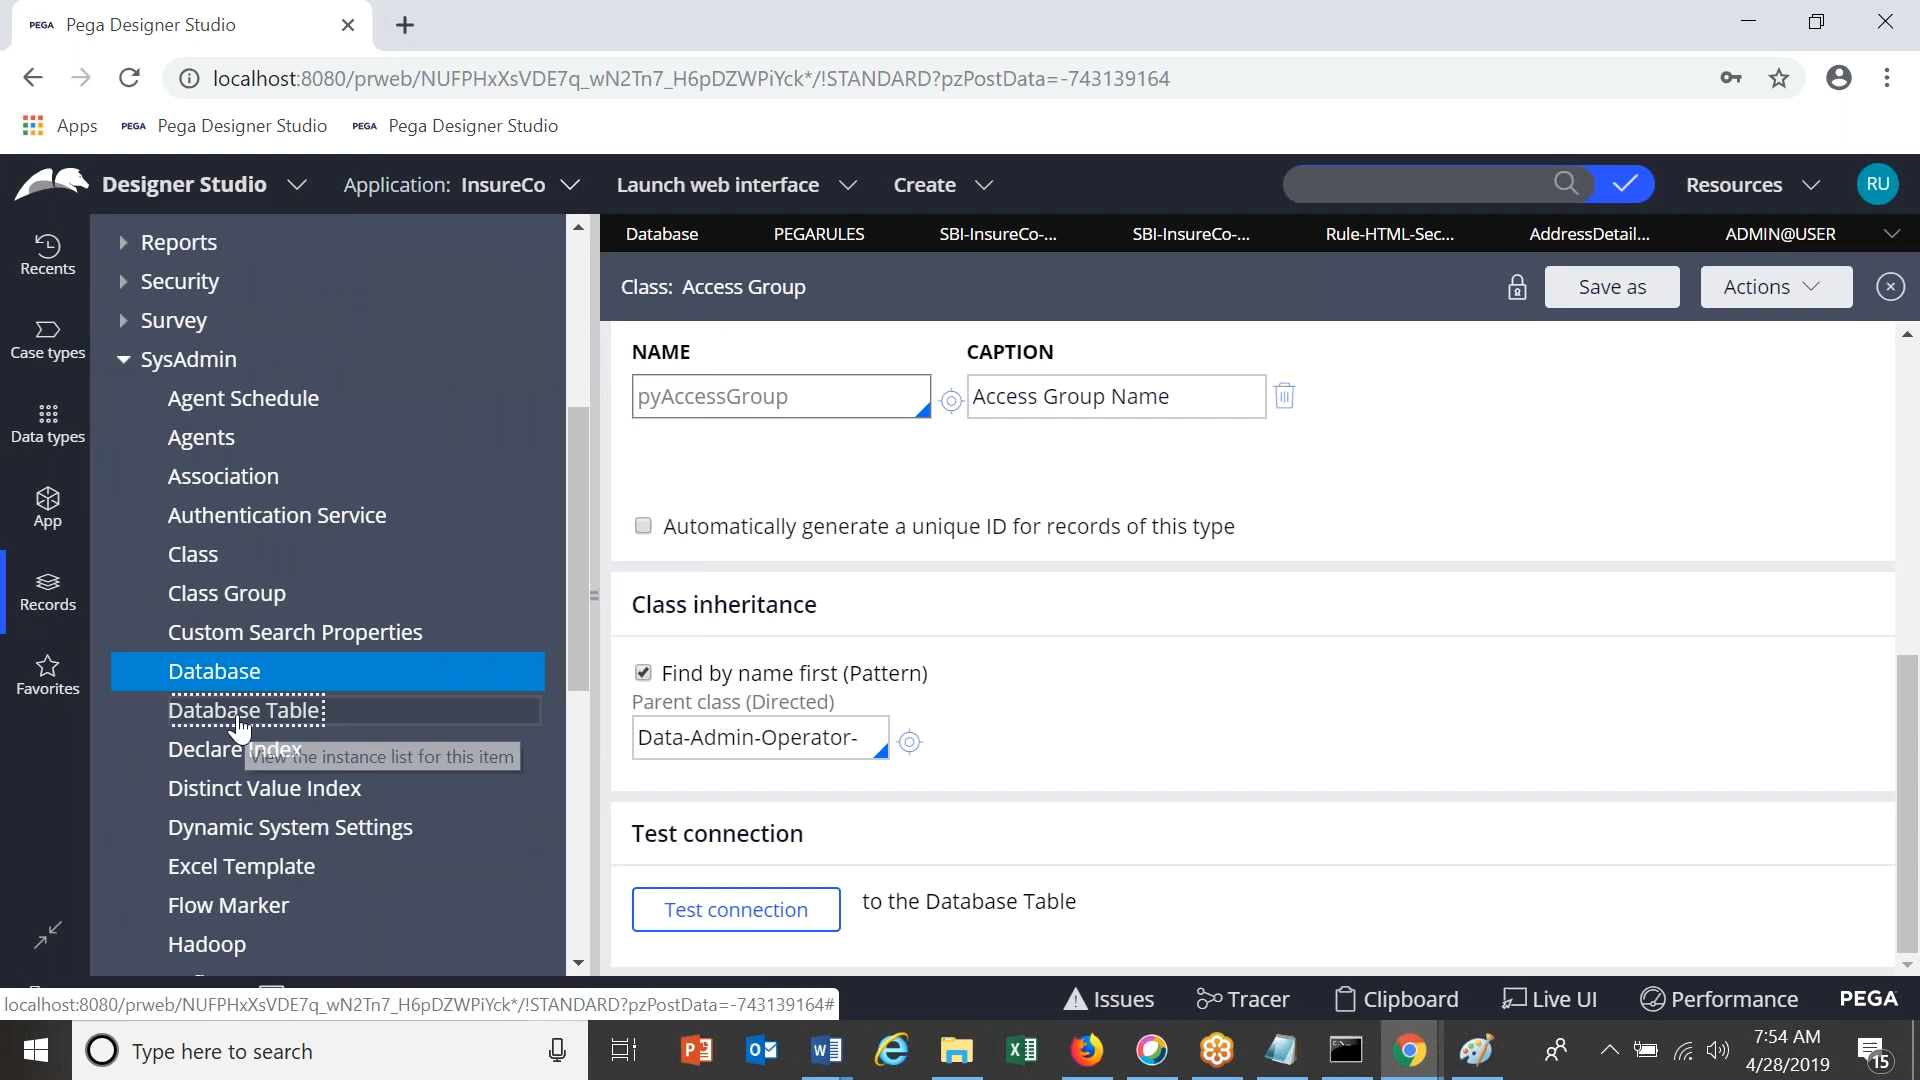 PEGA Pega Designer Studio
localhost:8080/prweb/NUFPHxXsVDE7q_wN2Tn7_H6pDZWPiYck*/!STANDARD?pzPostData=-743139164
Apps PEGA Pega Designer Studio PEGA Pega Designer Studio
Designer Studio Application: InsureCo Launch web interface Create Resources RU
Recents
Case types
Data types
App
Records
Favorites
Reports
Security
Survey
SysAdmin
Agent Schedule
Agents
Association
Authentication Service
Class
Class Group
Custom Search Properties
Database
Database Table
Declare Index
View the instance list for this item
Distinct Value Index
Dynamic System Settings
Excel Template
Flow Marker
Hadoop
Database PEGARULES SBI-InsureCo-... SBI-InsureCo-... Rule-HTML-Sec... AddressDetail... ADMIN@USER
Class: Access Group Save as Actions
NAME CAPTION
pyAccessGroup Access Group Name
Automatically generate a unique ID for records of this type
Class inheritance
Find by name first (Pattern)
Parent class (Directed)
Data-Admin-Operator-
Test connection
Test connection to the Database Table
localhost:8080/prweb/NUFPHxXsVDE7q_wN2Tn7_H6pDZWPiYck*/!STANDARD?pzPostData=-743139164#
Issues Tracer Clipboard Live UI Performance PEGA
Type here to search
7:54 AM
4/28/2019
15